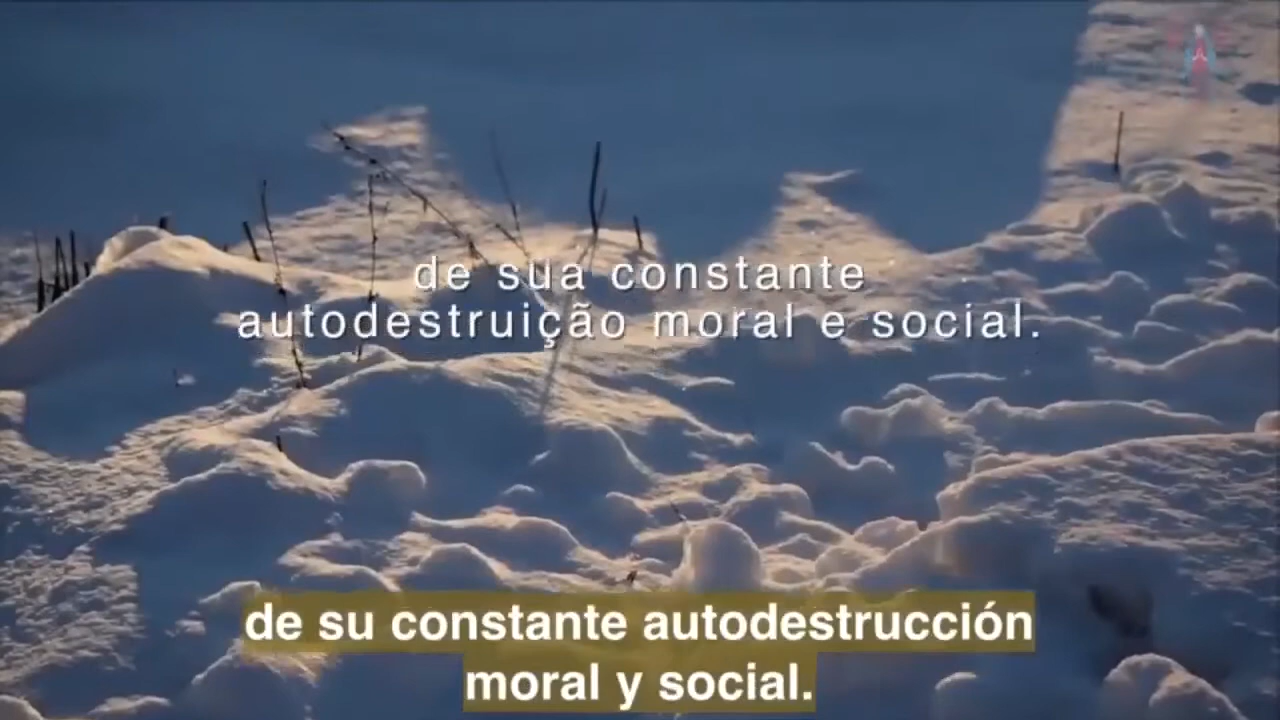 de sua constante
autodestruição moral e social.
de su constante autodestrucción
moral y social.